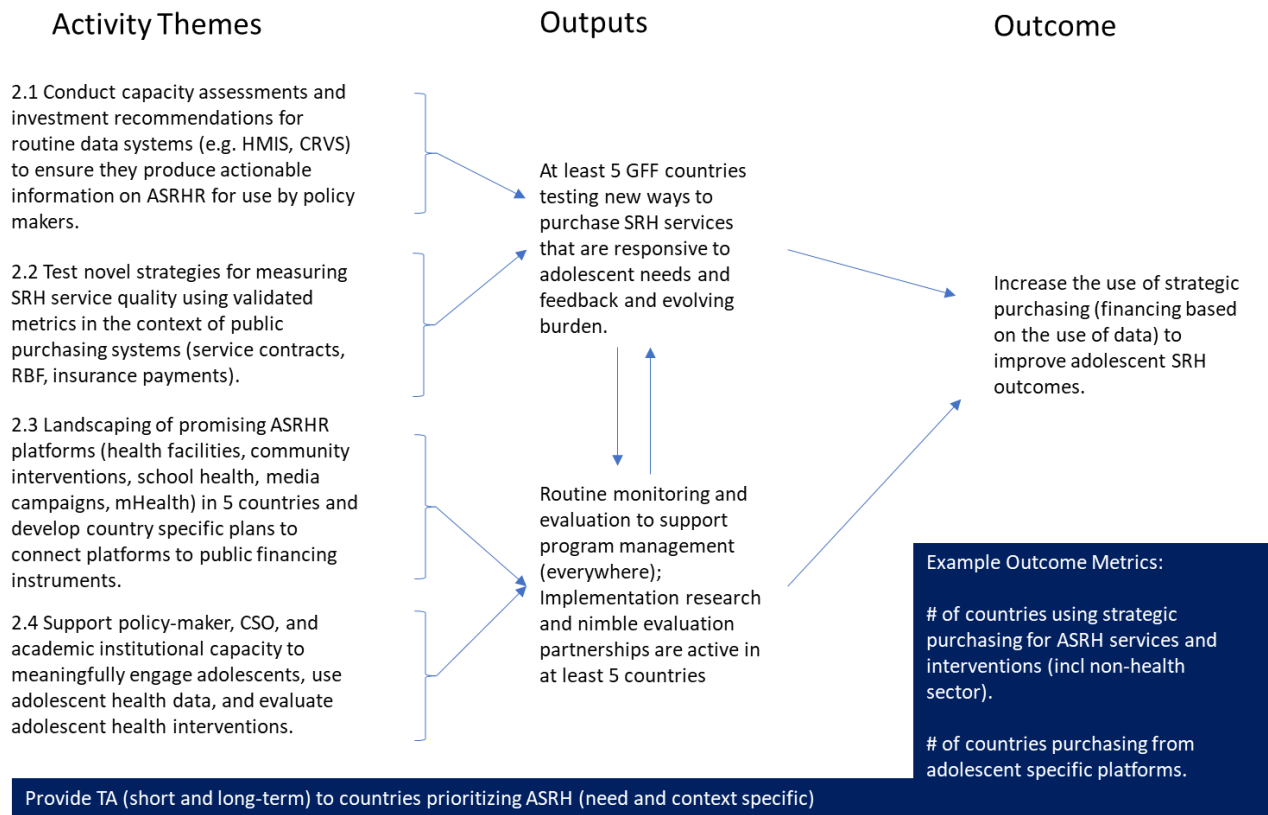 Activity Themes
Outputs
Outcome
2.1 Conduct capacity assessments and
investment recommendations for
routine data systems (e.g. HMIS, CRVS)
to ensure they produce actionable
information on ASRHR for use by policy
makers.
2.2 Test novel strategies for measuring
SRH service quality using validated
metrics in the context of public
purchasing systems (service contracts,
RBF, insurance payments).
2.3 Landscaping of promising ASRHR
platforms (health facilities, community
interventions, school health, media
campaigns, mHealth) in 5 countries and
develop country specific plans to
connect platforms to public financing
instruments.
2.4 Support policy-maker, CSO, and
academic institutional capacity to
meaningfully engage adolescents, use
adolescent health data, and evaluate
adolescent health interventions.
At least 5 GFF countries
testing new ways to
purchase SRH services
that are responsive to
adolescent needs and
feedback and evolving
burden.
Routine monitoring and
evaluation to support
program management
(everywhere);
Implementation research
and nimble evaluation
partnerships are active in
at least 5 countries
Increase the use of strategic
purchasing (financing based
on the use of data) to
improve adolescent SRH
outcomes.
Example Outcome Metrics:
# of countries using strategic
purchasing for ASRH services and
interventions (incl non-health
sector).
# of countries purchasing from
adolescent specific platforms.
Provide TA (short and long-term) to countries prioritizing ASRH (need and context specific)